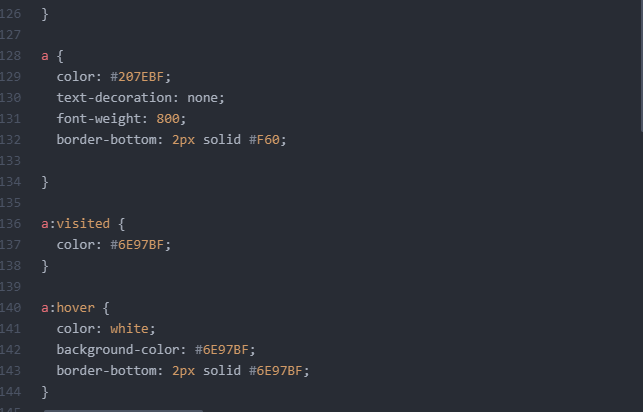 126 }
127
128 a {
129   color: #207EBF;
130   text-decoration: none;
131   font-weight: 800;
132   border-bottom: 2px solid #F60;
133
134 }
135
136 a:visited {
137   color: #6E97BF;
138 }
139
140 a:hover {
141   color: white;
142   background-color: #6E97BF;
143   border-bottom: 2px solid #6E97BF;
144 }
145